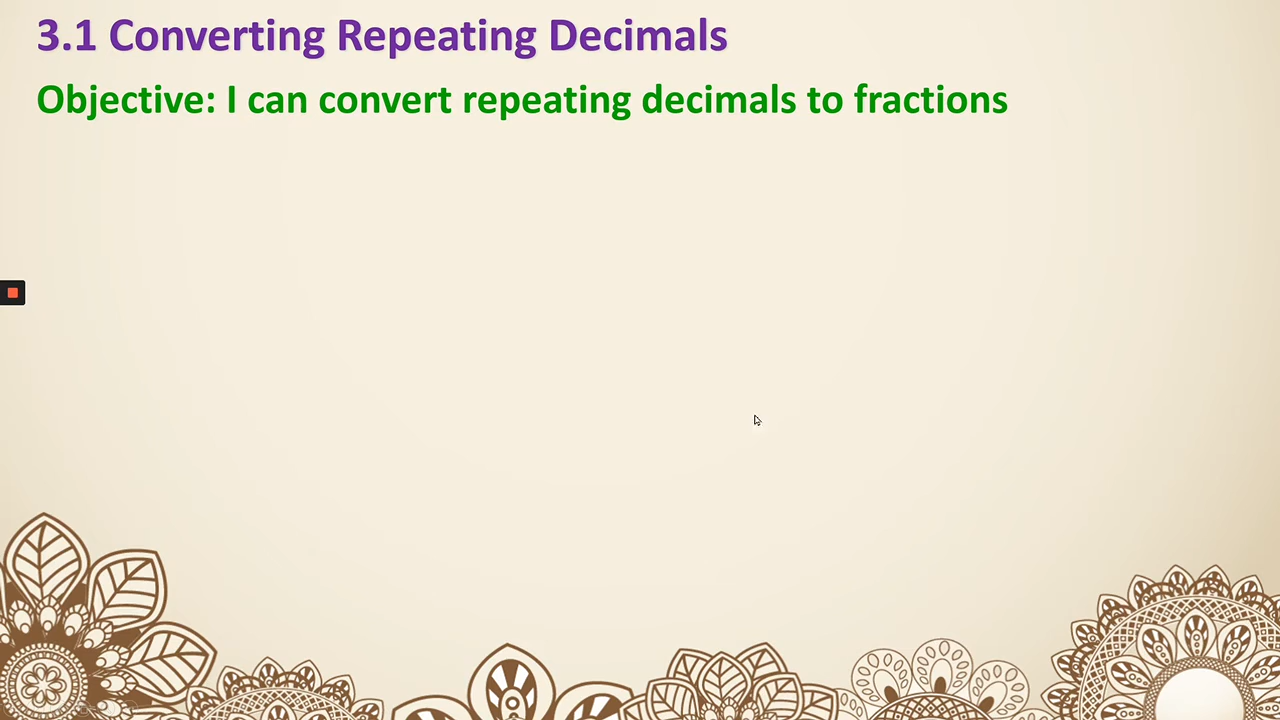 3.1 Converting Repeating Decimals
Objective: I can convert repeating decimals to fractions